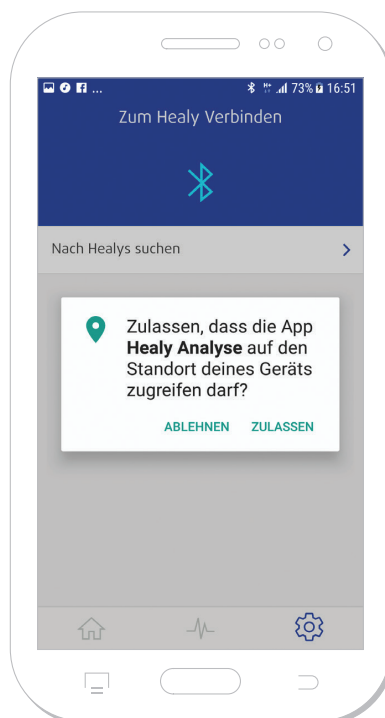 ... 73% 16:51
Zum Healy Verbinden
Nach Healys suchen
Zulassen, dass die App
Healy Analyse auf den
Standort deines Geräts
zugreifen darf?
ABLEHNEN ZULASSEN